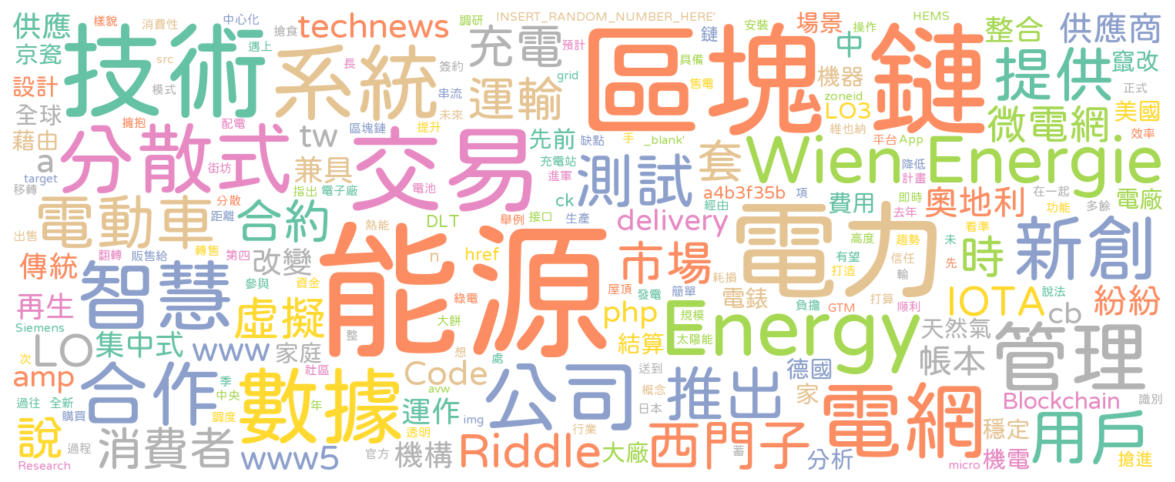 供應
樣貌
消費性
搶食
中心化
technews
調研
INSERT_RANDOM_NUMBER_HERE'
充電
安裝
鏈
場景
操作
HEMS
整合
供應商
京瓷
src
遇上
預計
具備
grid
中
技術
系統
簽約
區塊鏈
售電
機器
提供
竄改
設計
模式
長
運輸
zoneid
正式
全球
擁抱
配電
串流
未來
LO3
微電網
美國
藉由
tw
區塊鏈
提升
先前
缺點
手
_blank'
維也納
平台
App
效率
a
分散式
街坊
兼具
交易
充電站
進軍
測試
套
Wien Energie
降低
計畫
target
移轉
指出
電子廠
電池
ck
經由
a4b3f35b
項
即時
在一起
電廠
電動車
分散
距離
合約
熱能
DLT
舉例
接口
生產
delivery
費用
去年
奧地利
功能
多餘
出售
翻轉
販售給
轉售
第四
n
href
能源
市場
電力
高度
趨勢
看準
未
先
時
新創
傳統
智慧
改變
參與
資金
綠電
屋頂
發電
耗損
簡單
電錶
有望
打造
信任
輸
說法
再生
虛擬
大餅
php
規模
負擔
GTM
打算
順利
IOTA
cb
紛紛
Siemens
LO
集中式
www
家庭
整
想
處
結算
太陽能
Energy
天然氣
帳本
管理
次
amp
合作
季
中央
社區
數據
年
Code
公司
送到
概念
日本
推出
德國
家
Blockchain
識別
過往
全新
購買
調度
avw
運作
img
透明
行業
蓄
電網
穩定
用戶
說
過程
消費者
www5
官方
機構
Riddle
大廠
西門子
分析
micro
機電
搶進
Research